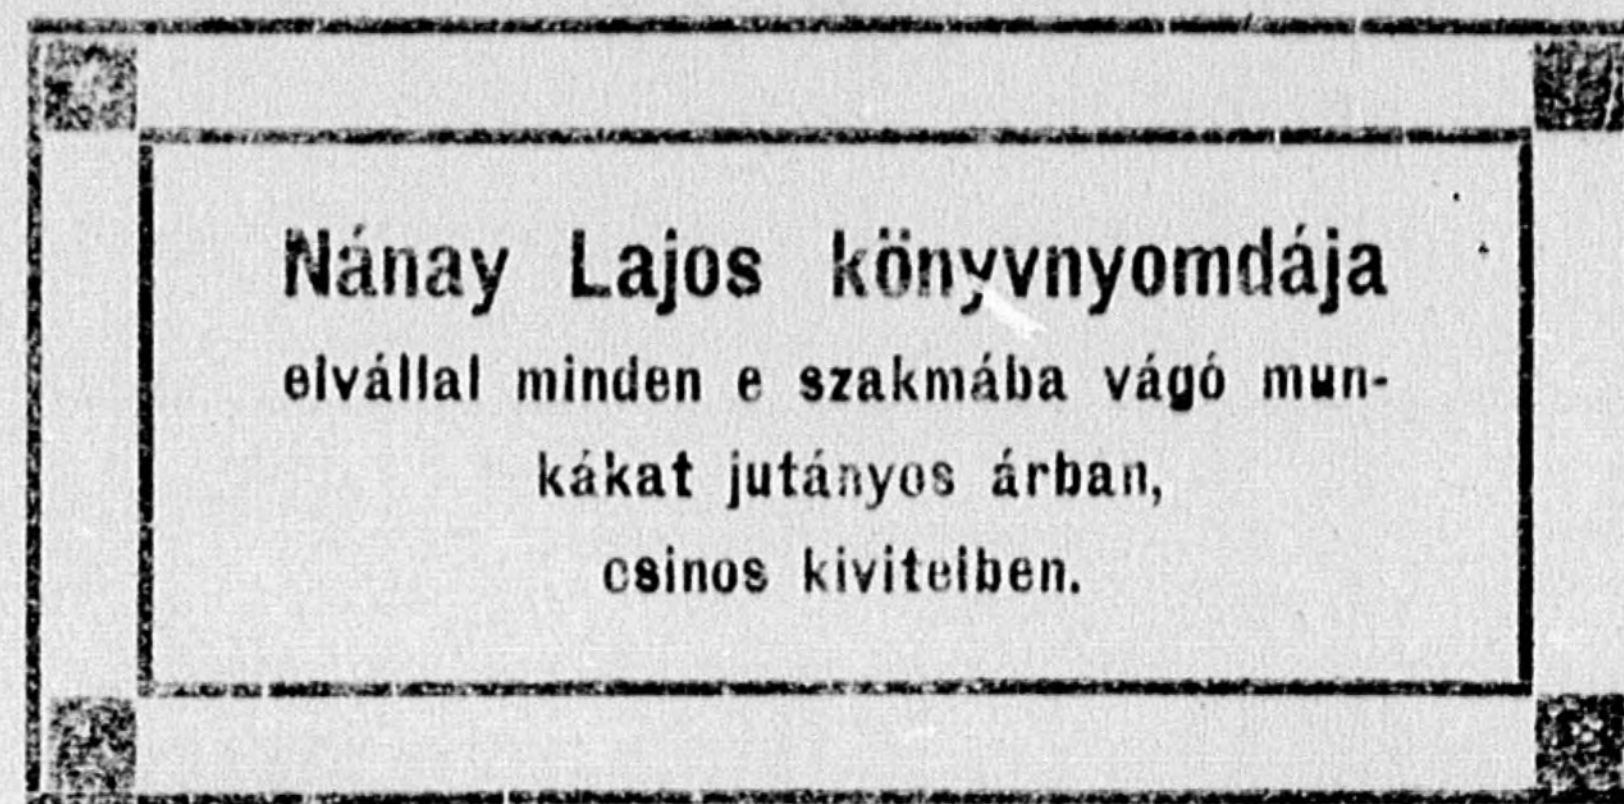 Nánay Lajos könyvnyomdája
elvállal minden e szakmába vágó mun-
kákat jutányos árban,
csinos kivitelben.